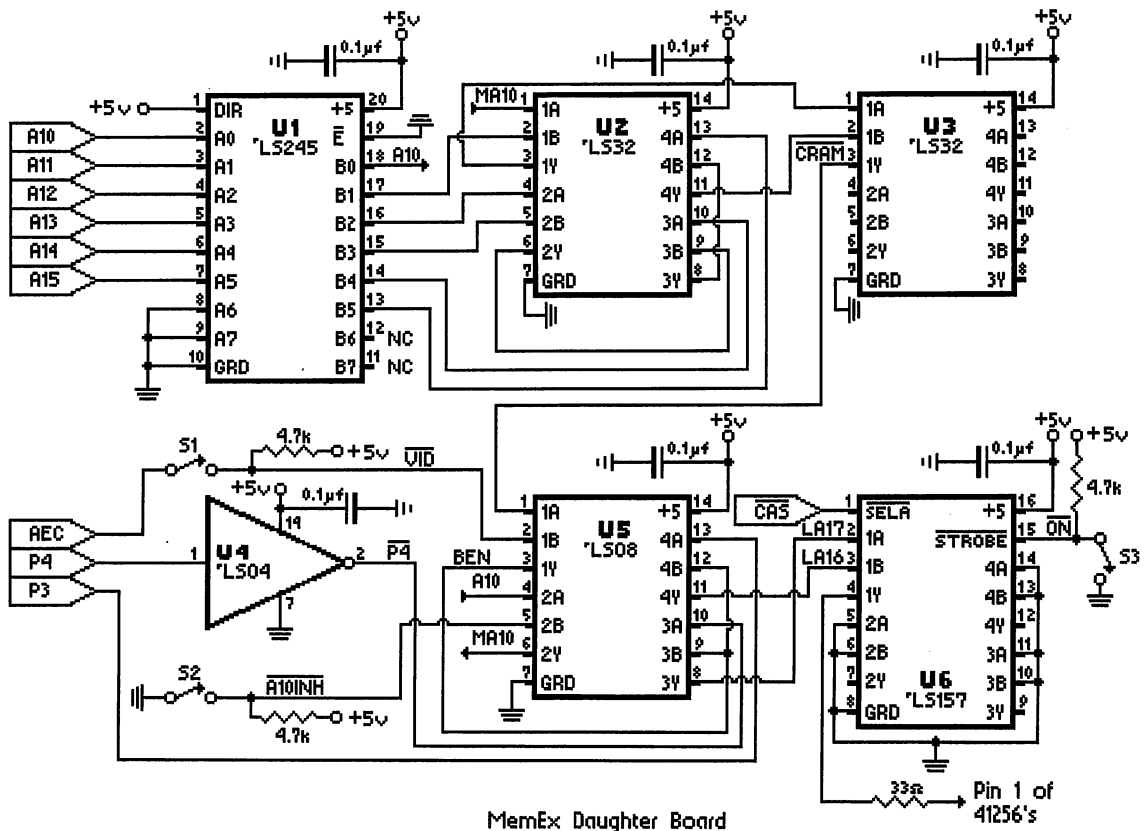 +5v
+5v
+5v
0.1µf
0.1µf
0.1µf
+5v
1 DIR +5 20
A10 2 A0 E 19
A11 3 A1 B0 18 A10
A12 4 A2 B1 17
A13 5 A3 B2 16
A14 6 A4 B3 15
A15 7 A5 B4 14
8 A6 B5 13
9 A7 B6 12 NC
10 GRD B7 11 NC
U1
'LS245
MA10 1 1A +5 14
2 1B 4A 13
3 1Y 4B 12
4 2A 4Y 11
5 2B 3A 10
6 2Y 3B 9
7 GRD 3Y 8
U2
'LS32
1 1A +5 14
2 1B 4A 13
CRAM 3 1Y 4B 12
4 2A 4Y 11
5 2B 3A 10
6 2Y 3B 9
7 GRD 3Y 8
U3
'LS32
S1
4.7k
+5v
VID
+5v
0.1µf
14
AEC
P4
P3
1
U4
'LS04
2
P4
7
S2
A10INH
4.7k
+5v
+5v
0.1µf
1 1A +5 14
2 1B 4A 13
BEN 3 1Y 4B 12
A10 4 2A 4Y 11
5 2B 3A 10
MA10 6 2Y 3B 9
7 GRD 3Y 8
U5
'LS08
+5v
+5v
0.1µf
4.7k
CAS 1 SELA +5 16
LA17 2 1A STROBE 15 ON
LA16 3 1B 4A 14
4 1Y 4B 13
5 2A 4Y 12
6 2B 3A 11
7 2Y 3B 10
8 GRD 3Y 9
U6
'LS157
S3
33Ω
Pin 1 of
41256's
MemEx Daughter Board